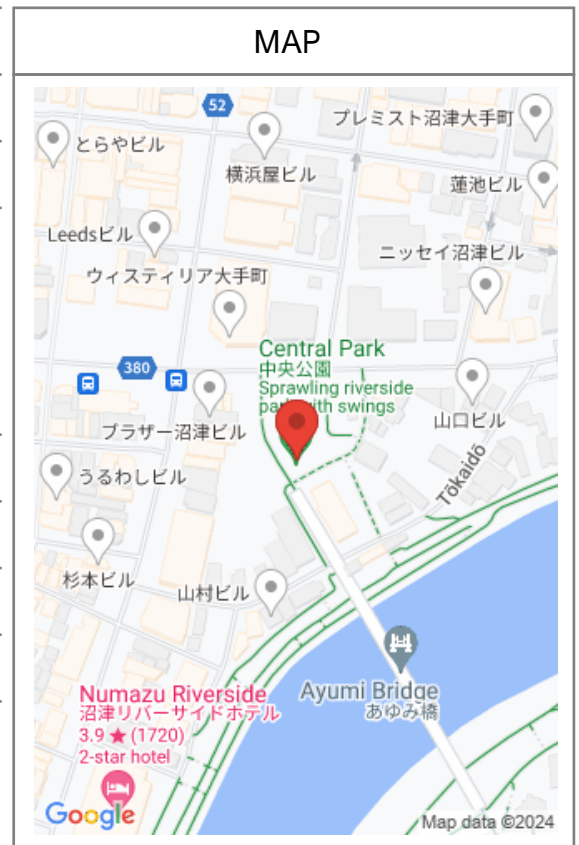 MAP
52
プレミスト沼津大手町
とらやビル
横浜屋ビル
蓮池ビル
Leedsビル
ニッセイ沼津ビル
ウィスティリア大手町
Central Park
中央公園
Sprawling riverside
park with swings
380
山口ビル
ブラザー沼津ビル
Tōkaidō
うるわしビル
杉本ビル
山村ビル
Numazu Riverside
沼津リバーサイドホテル
3.9 ★ (1720)
2-star hotel
Ayumi Bridge
あゆみ橋
Google
Map data ©2024